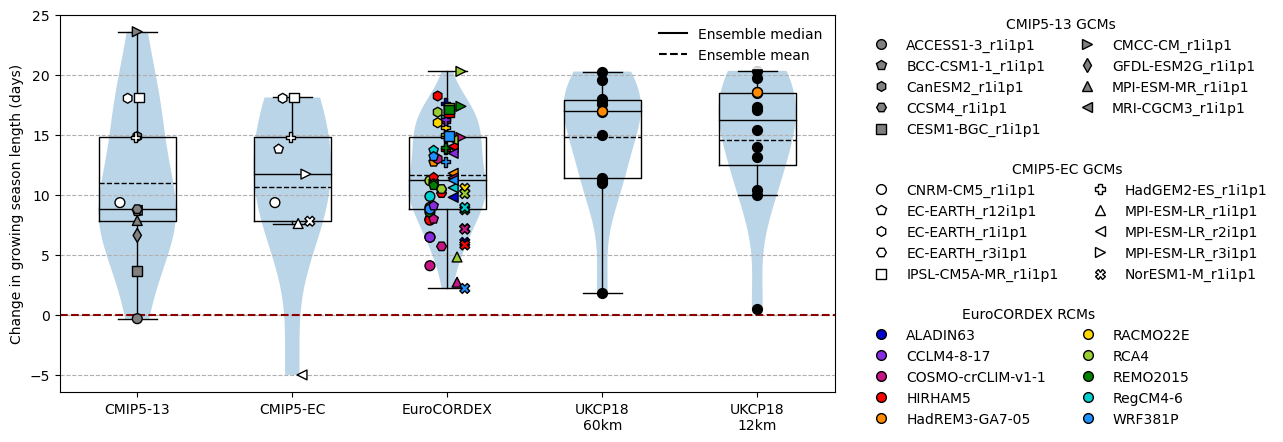 Change in growing season length (days)
25
20
15
10
5
0
−5
CMIP5-13
CMIP5-EC
EuroCORDEX
UKCP18
60km
UKCP18
12km
Ensemble median
Ensemble mean
CMIP5-13 GCMs
ACCESS1-3_r1i1p1
BCC-CSM1-1_r1i1p1
CanESM2_r1i1p1
CCSM4_r1i1p1
CESM1-BGC_r1i1p1
CMCC-CM_r1i1p1
GFDL-ESM2G_r1i1p1
MPI-ESM-MR_r1i1p1
MRI-CGCM3_r1i1p1
CMIP5-EC GCMs
CNRM-CM5_r1i1p1
EC-EARTH_r12i1p1
EC-EARTH_r1i1p1
EC-EARTH_r3i1p1
IPSL-CM5A-MR_r1i1p1
HadGEM2-ES_r1i1p1
MPI-ESM-LR_r1i1p1
MPI-ESM-LR_r2i1p1
MPI-ESM-LR_r3i1p1
NorESM1-M_r1i1p1
EuroCORDEX RCMs
ALADIN63
CCLM4-8-17
COSMO-crCLIM-v1-1
HIRHAM5
HadREM3-GA7-05
RACMO22E
RCA4
REMO2015
RegCM4-6
WRF381P